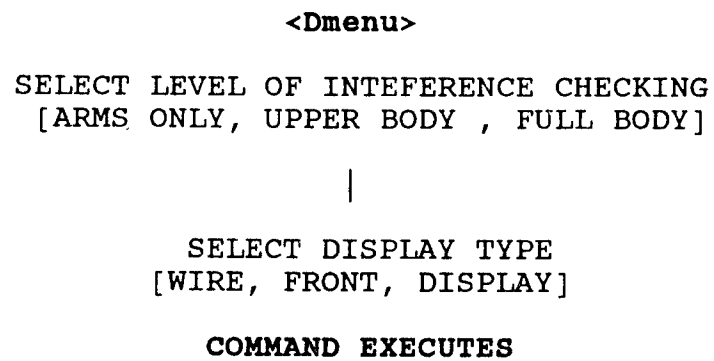 <Dmenu>
SELECT LEVEL OF INTEFERENCE CHECKING
[ARMS ONLY, UPPER BODY , FULL BODY]
|
SELECT DISPLAY TYPE
[WIRE, FRONT, DISPLAY]
COMMAND EXECUTES